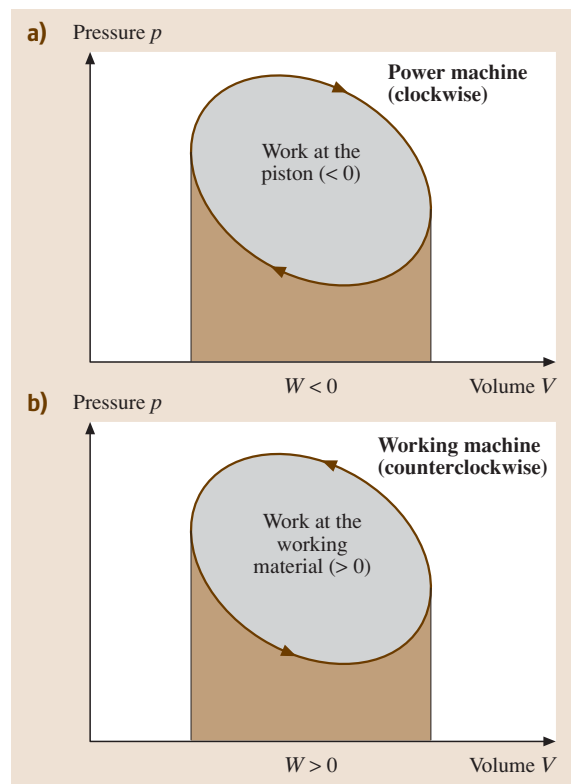 a) Pressure p
Power machine
(clockwise)
Work at the
piston (< 0)
W < 0
Volume V
b) Pressure p
Working machine
(counterclockwise)
Work at the
working
material (> 0)
W > 0
Volume V